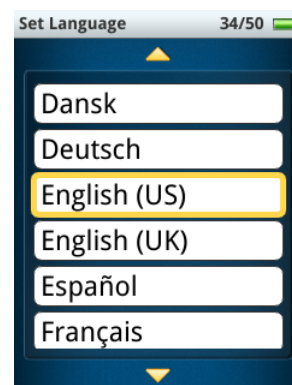 Set Language 34/50
Dansk
Deutsch
English (US)
English (UK)
Español
Français